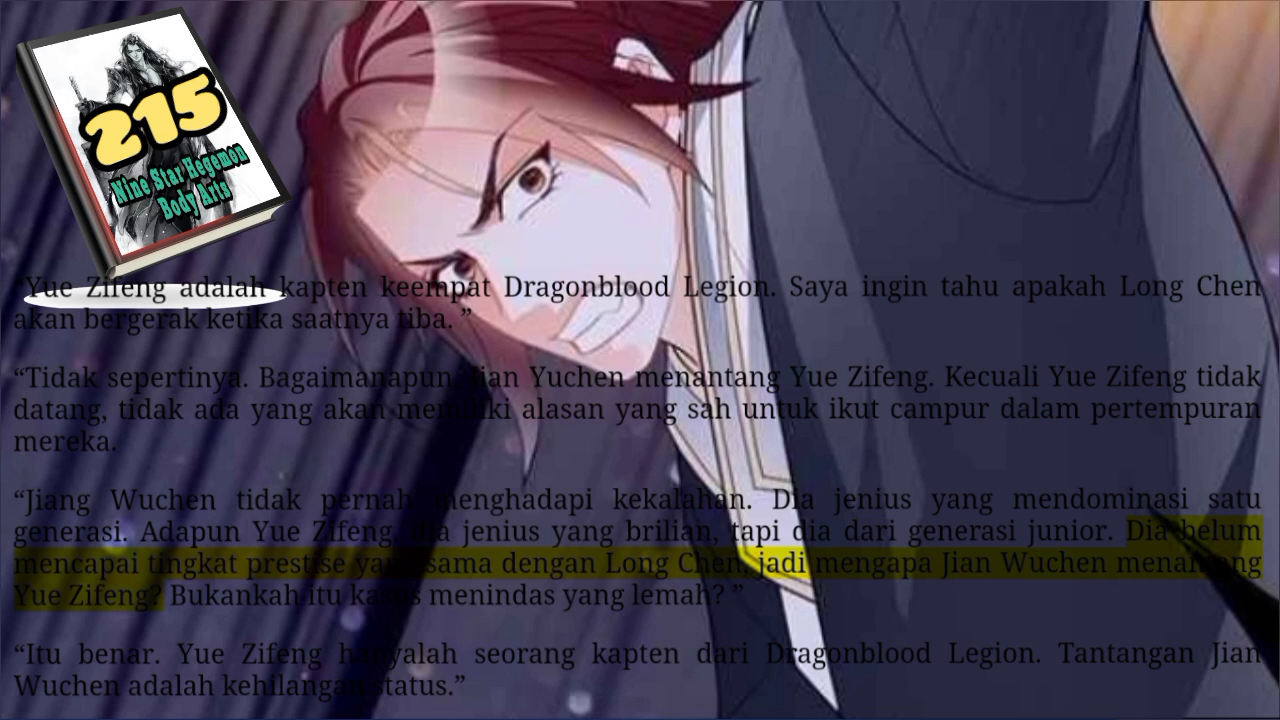 215
Nine Star Hegemon
Body Arts
“Yue Zifeng adalah kapten keempat Dragonblood Legion. Saya ingin tahu apakah Long Chen
akan bergerak ketika saatnya tiba. ”
“Tidak sepertinya. Bagaimanapun, Jian Yuchen menantang Yue Zifeng. Kecuali Yue Zifeng tidak
datang, tidak ada yang akan memiliki alasan yang sah untuk ikut campur dalam pertempuran
mereka.
“Jiang Wuchen tidak pernah menghadapi kekalahan. Dia jenius yang mendominasi satu
generasi. Adapun Yue Zifeng, dia jenius yang brilian, tapi dia dari generasi junior. Dia belum
mencapai tingkat prestise yang sama dengan Long Chen, jadi mengapa Jian Wuchen menantang
Yue Zifeng? Bukankah itu kasus menindas yang lemah? ”
“Itu benar. Yue Zifeng hanyalah seorang kapten dari Dragonblood Legion. Tantangan Jian
Wuchen adalah kehilangan status.”